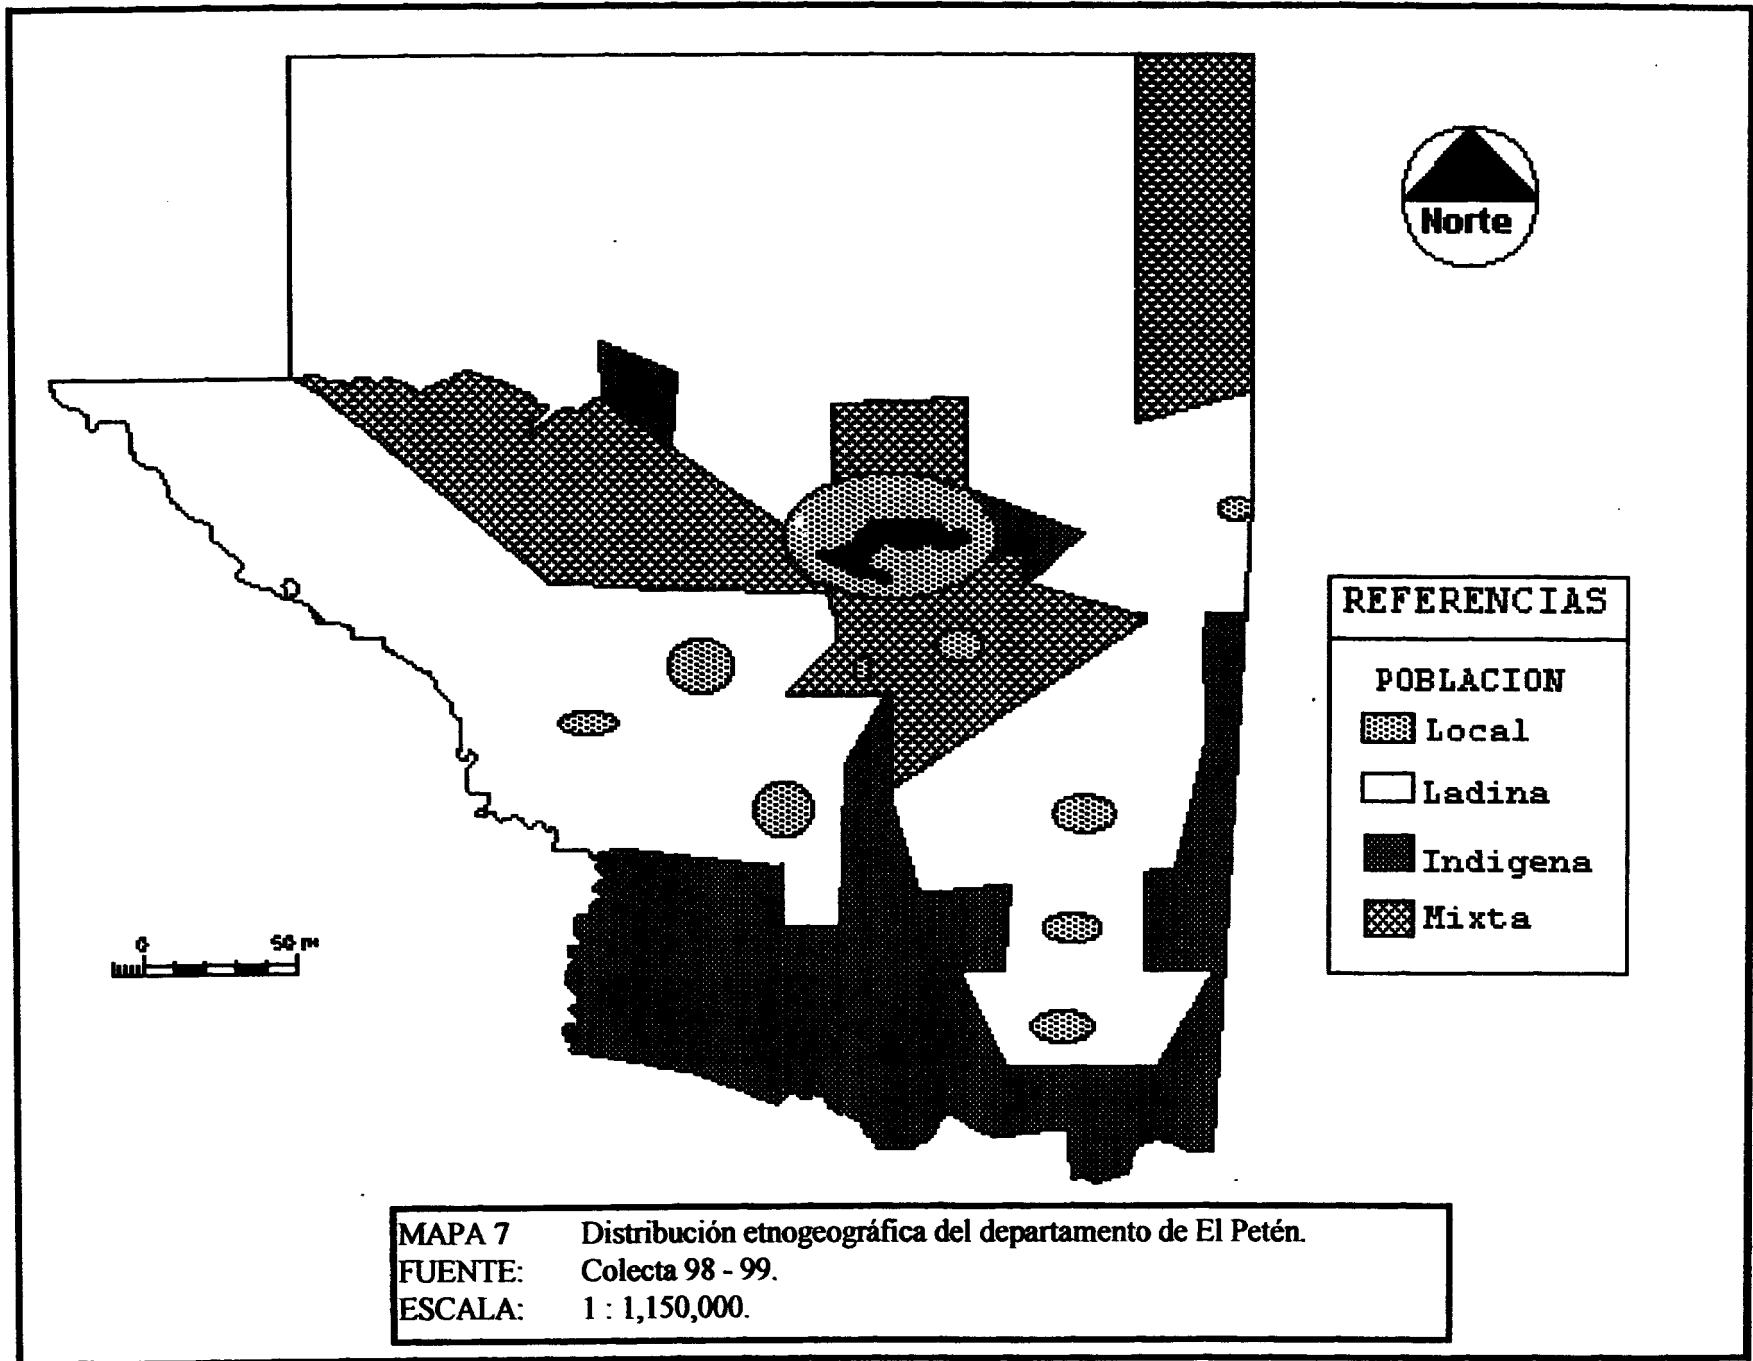 Norte
REFERENCIAS
POBLACION
Local
Ladina
Indigena
Mixta
0 50
MAPA 7 Distribución etnogeográfica del departamento de El Petén.
FUENTE: Colecta 98 - 99.
ESCALA: 1 : 1,150,000.